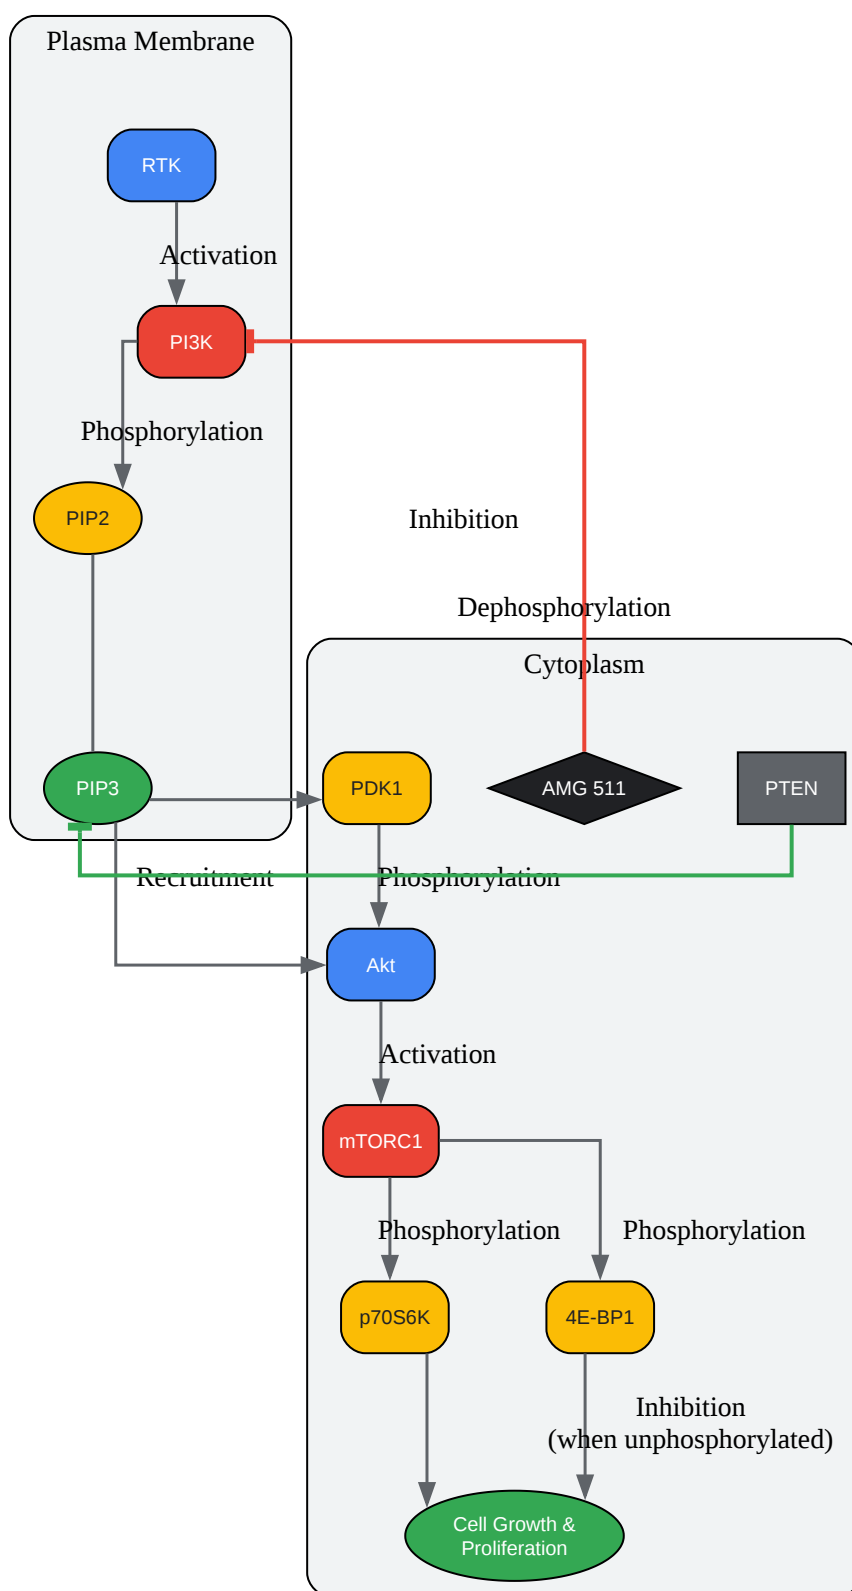 Plasma Membrane
RTK
Activation
PI3K
Phosphorylation
PIP2
Inhibition
Dephosphorylation
Cytoplasm
PIP3
PDK1
AMG 511
PTEN
Recruitment
Phosphorylation
Akt
Activation
mTORC1
Phosphorylation
Phosphorylation
p70S6K
4E-BP1
Inhibition
(when unphosphorylated)
Cell Growth &
Proliferation